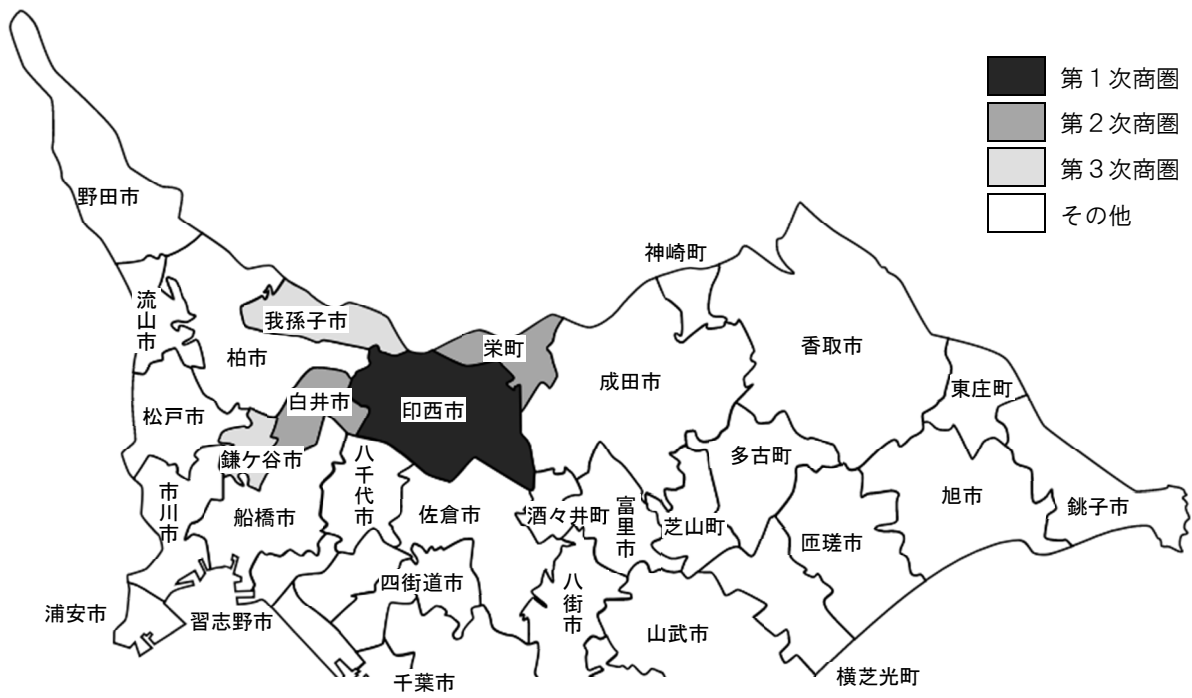 第１次商圏
第２次商圏
第３次商圏
その他
野田市
神崎町
流山市
我孫子市
柏市
栄町
香取市
成田市
東庄町
白井市
印西市
松戸市
鎌ケ谷市
八千代市
多古町
市川市
船橋市
佐倉市
酒々井町
富里市
芝山町
旭市
銚子市
匝瑳市
四街道市
八街市
浦安市
習志野市
山武市
千葉市
横芝光町